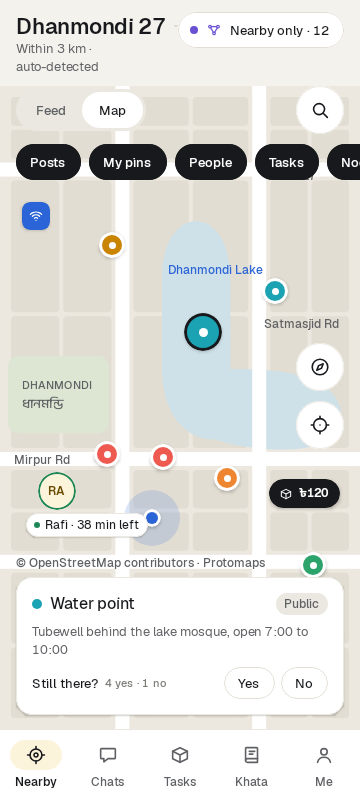 Dhanmondi 27
Nearby only · 12
Within 3 km ·
auto-detected
Feed
Map
Posts
My pins
People
Tasks
Dhanmondi Lake
Satmasjid Rd
DHANMONDI
ধানমন্ডি
Mirpur Rd
RA
৳120
Rafi · 38 min left
© OpenStreetMap contributors · Protomaps
Water point
Public
Tubewell behind the lake mosque, open 7:00 to
10:00
Still there?
4 yes · 1 no
Yes
No
Nearby
Chats
Tasks
Khata
Me